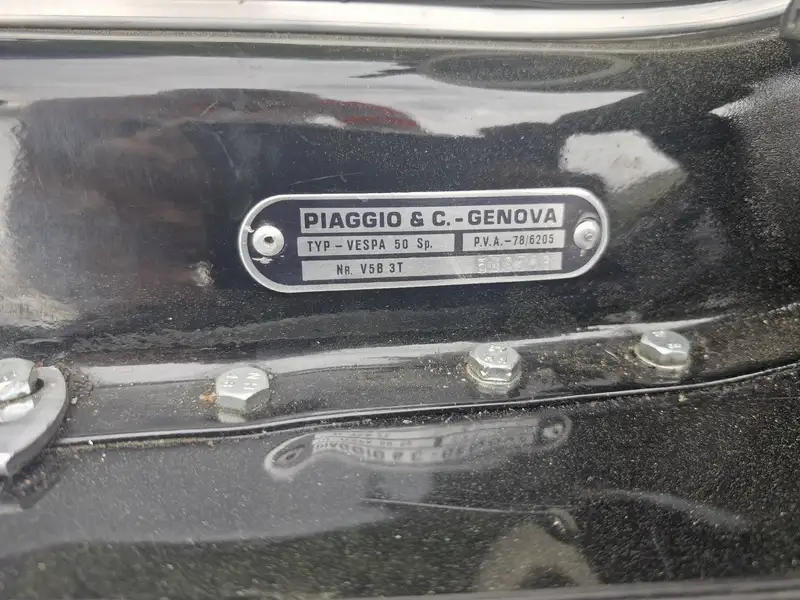 PIAGGIO & C.-GENOVA
TYP-VESPA 50 Sp. P.V.A.-78/6205
NR. V5B 3T